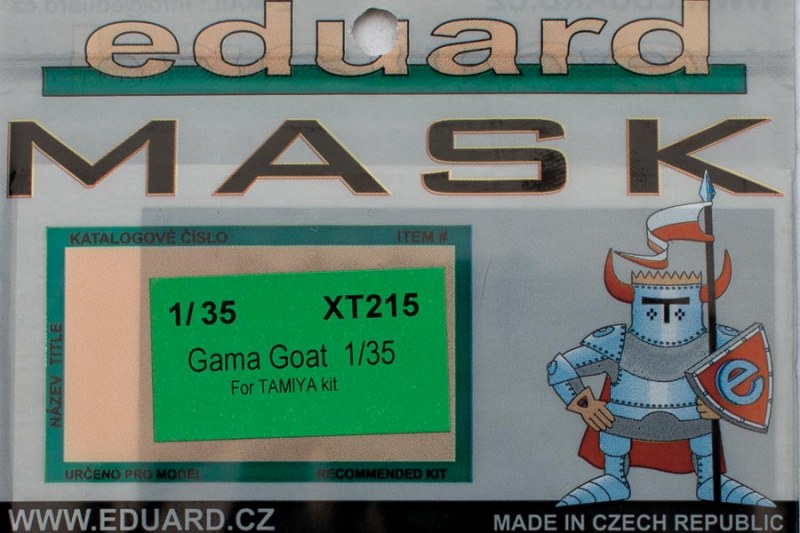 eduard
MASK
KATALOGOVÉ ČÍSLO ITEM #
1/35 XT215
Gama Goat 1/35
For TAMIYA kit
NÁZEV TITLE
URČENO PRO MODEL RECOMMENDED KIT
e
WWW.EDUARD.CZ MADE IN CZECH REPUBLIC